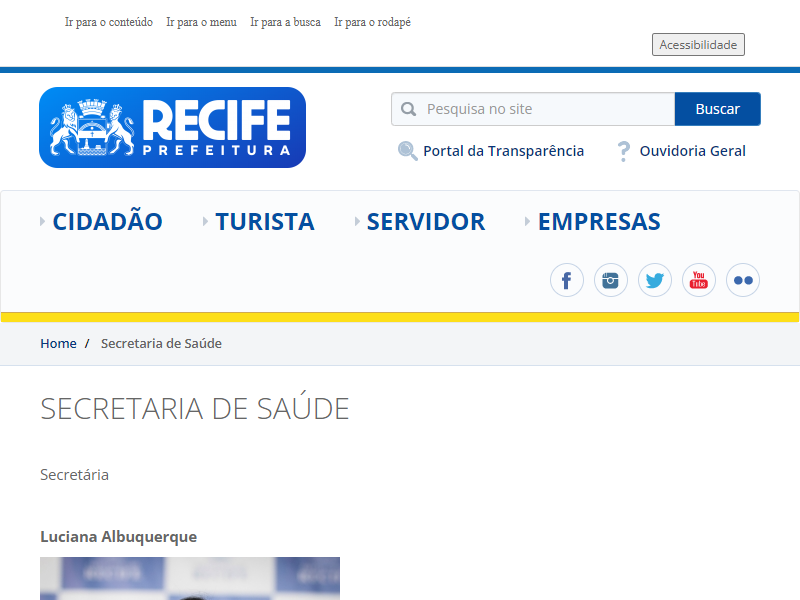 Ir para o conteúdo Ir para o menu Ir para a busca Ir para o rodapé
Acessibilidade
RECIFE
PREFEITURA
Pesquisa no site
Buscar
Portal da Transparência
? Ouvidoria Geral
CIDADÃO TURISTA SERVIDOR EMPRESAS
f You Tube
Home / Secretaria de Saúde
SECRETARIA DE SAÚDE
Secretária
Luciana Albuquerque